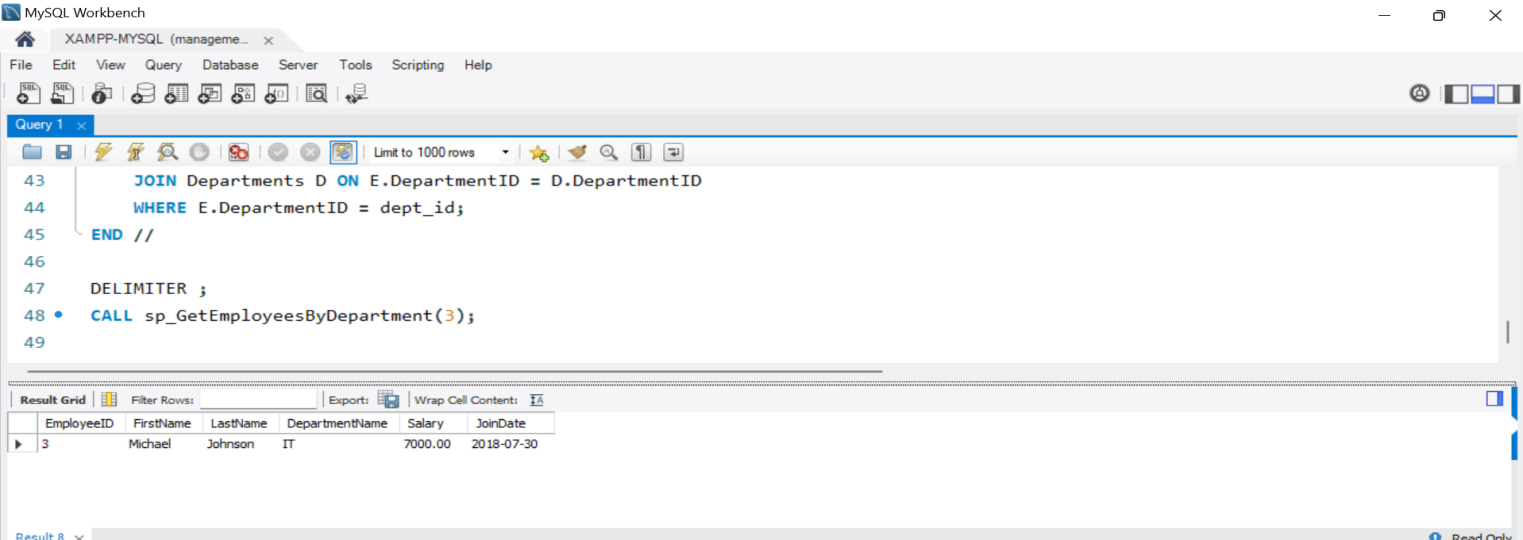 MySQL Workbench
XAMPP-MYSQL (manageme...
File Edit View Query Database Server Tools Scripting Help
Query 1
Limit to 1000 rows
43 JOIN Departments D ON E.DepartmentID = D.DepartmentID
44 WHERE E.DepartmentID = dept_id;
45 END //
46
47 DELIMITER ;
48 CALL sp_GetEmployeesByDepartment(3);
49
Result Grid Filter Rows: Export: Wrap Cell Content:
EmployeeID FirstName LastName DepartmentName Salary JoinDate
3 Michael Johnson IT 7000.00 2018-07-30
Result 8 Read Only